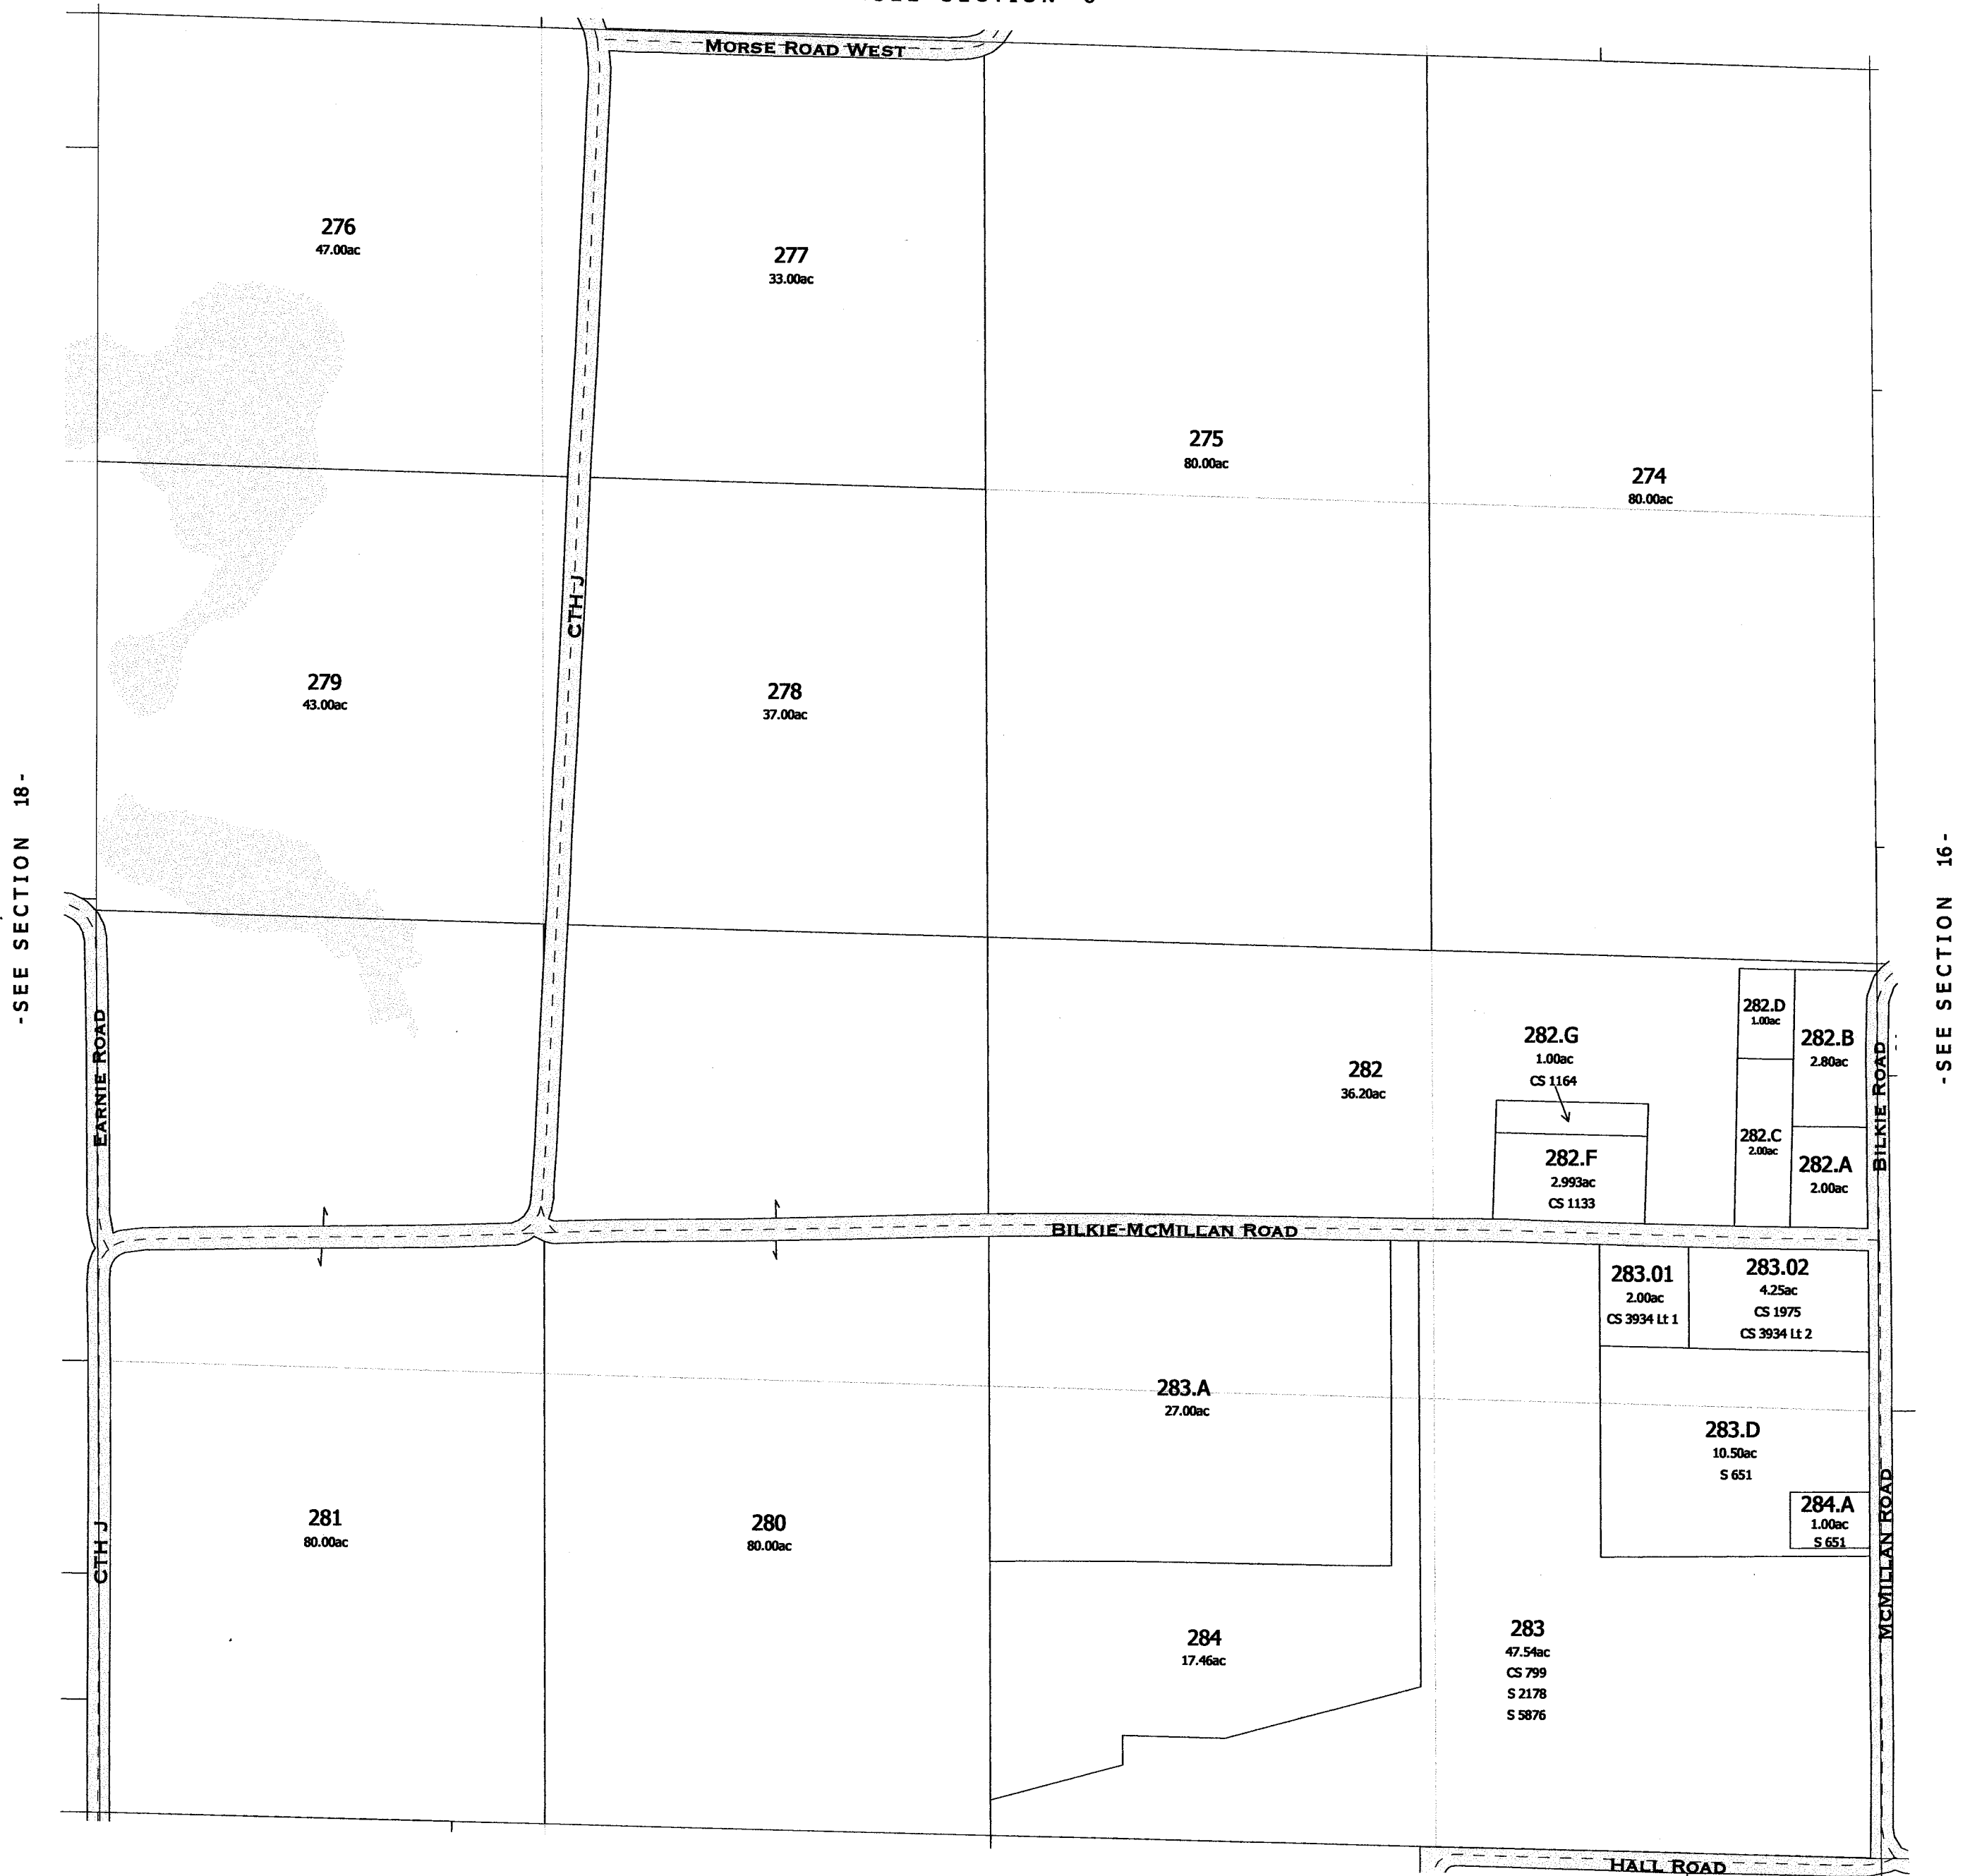 MORSE ROAD WEST
276
47.00ac
277
33.00ac
275
80.00ac
274
80.00ac
CTH J
279
43.00ac
278
37.00ac
-SEE SECTION 18-
-SEE SECTION 16-
EARNIE ROAD
282
36.20ac
282.G
1.00ac
CS 1164
282.F
2.993ac
CS 1133
282.D
1.00ac
282.B
2.80ac
282.C
2.00ac
282.A
2.00ac
BILKIE ROAD
BILKIE-MCMILLAN ROAD
283.01
2.00ac
CS 3934 Lt 1
283.02
4.25ac
CS 1975
CS 3934 Lt 2
283.A
27.00ac
283.D
10.50ac
S 651
284.A
1.00ac
S 651
281
80.00ac
280
80.00ac
CTH J
MCMILLAN ROAD
284
17.46ac
283
47.54ac
CS 799
S 2178
S 5876
HALL ROAD